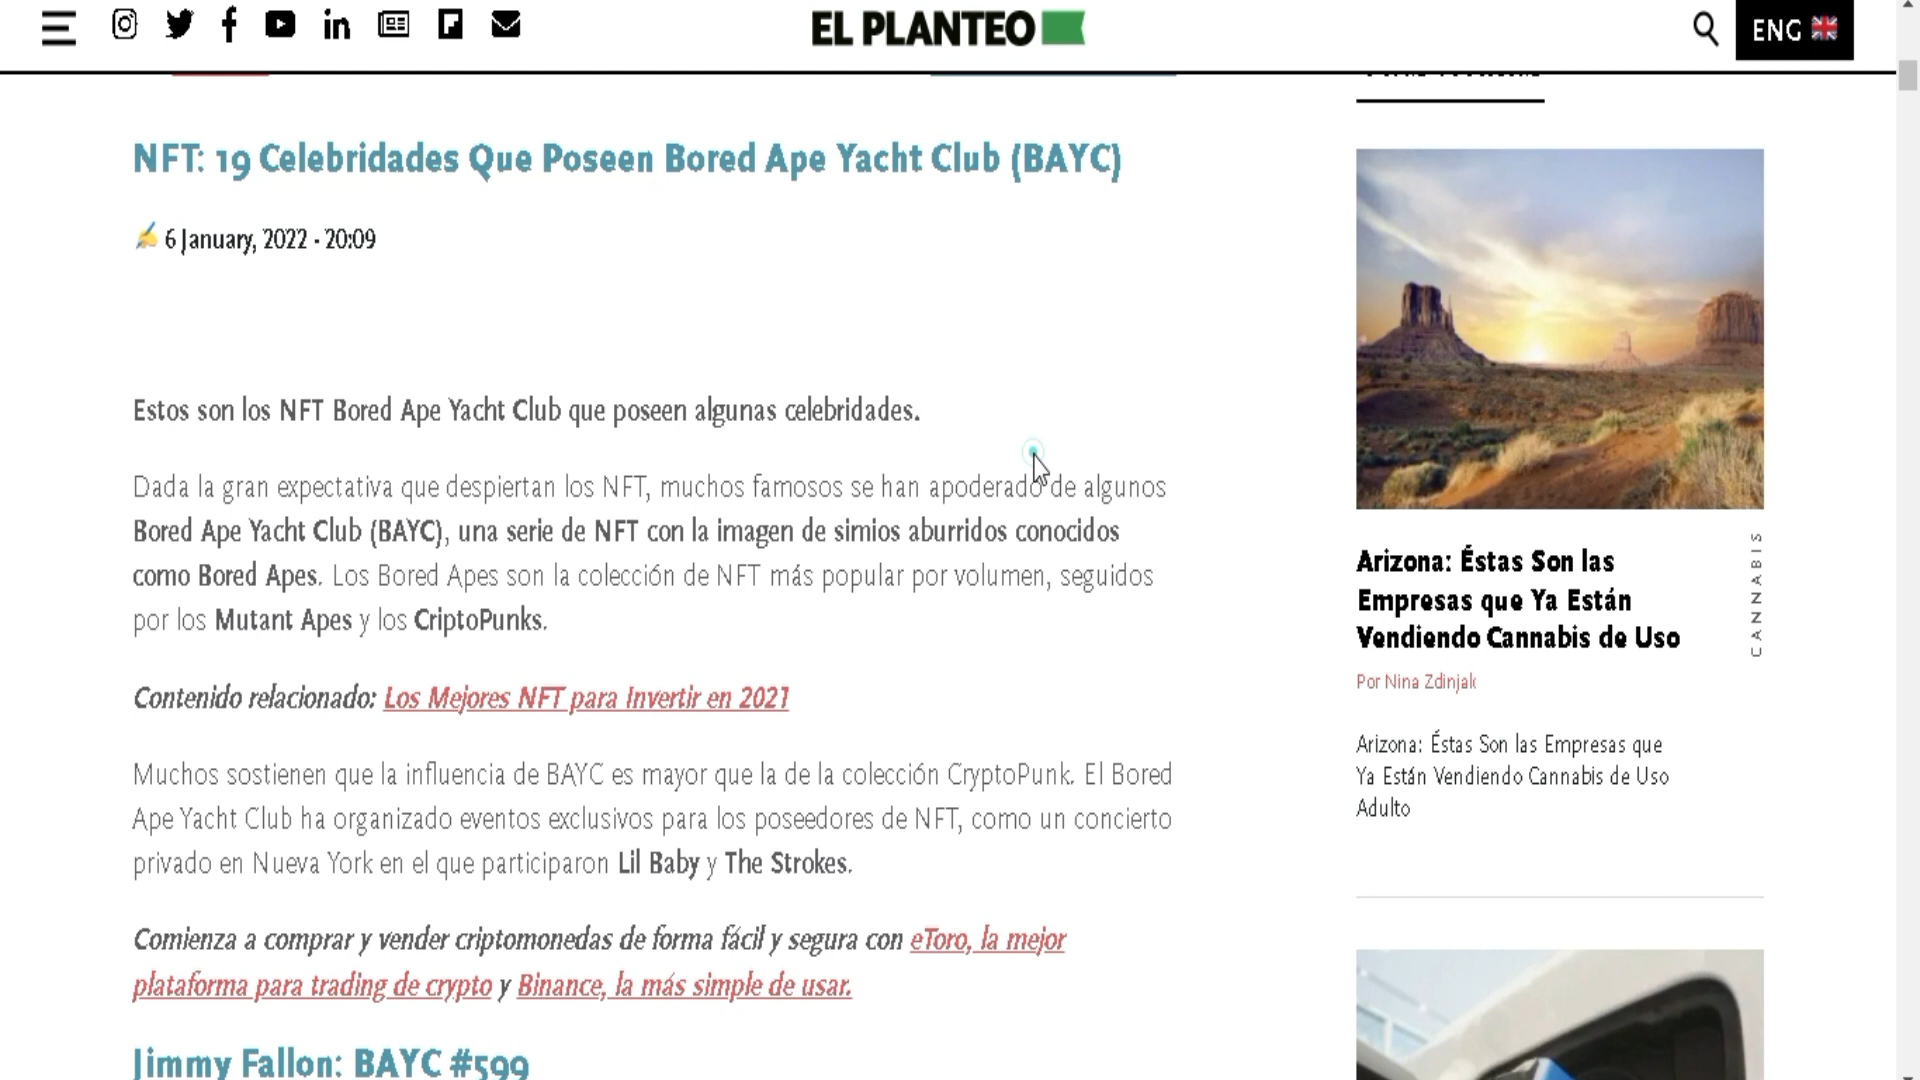 EL PLANTEO
ENG
NFT: 19 Celebridades Que Poseen Bored Ape Yacht Club (BAYC)
6 January, 2022 - 20:09
Estos son los NFT Bored Ape Yacht Club que poseen algunas celebridades.
Dada la gran expectativa que despiertan los NFT, muchos famosos se han apoderado de algunos
Bored Ape Yacht Club (BAYC), una serie de NFT con la imagen de simios aburridos conocidos
como Bored Apes. Los Bored Apes son la colección de NFT más popular por volumen, seguidos
por los Mutant Apes y los CriptoPunks.
Contenido relacionado: Los Mejores NFT para Invertir en 2021
Muchos sostienen que la influencia de BAYC es mayor que la de la colección CryptoPunk. El Bored
Ape Yacht Club ha organizado eventos exclusivos para los poseedores de NFT, como un concierto
privado en Nueva York en el que participaron Lil Baby y The Strokes.
Comienza a comprar y vender criptomonedas de forma fácil y segura con eToro, la mejor
plataforma para trading de crypto y Binance, la más simple de usar.
Jimmy Fallon: BAYC #599
Arizona: Éstas Son las
Empresas que Ya Están
Vendiendo Cannabis de Uso
CANNABIS
Por Nina Zdinjak
Arizona: Éstas Son las Empresas que
Ya Están Vendiendo Cannabis de Uso
Adulto